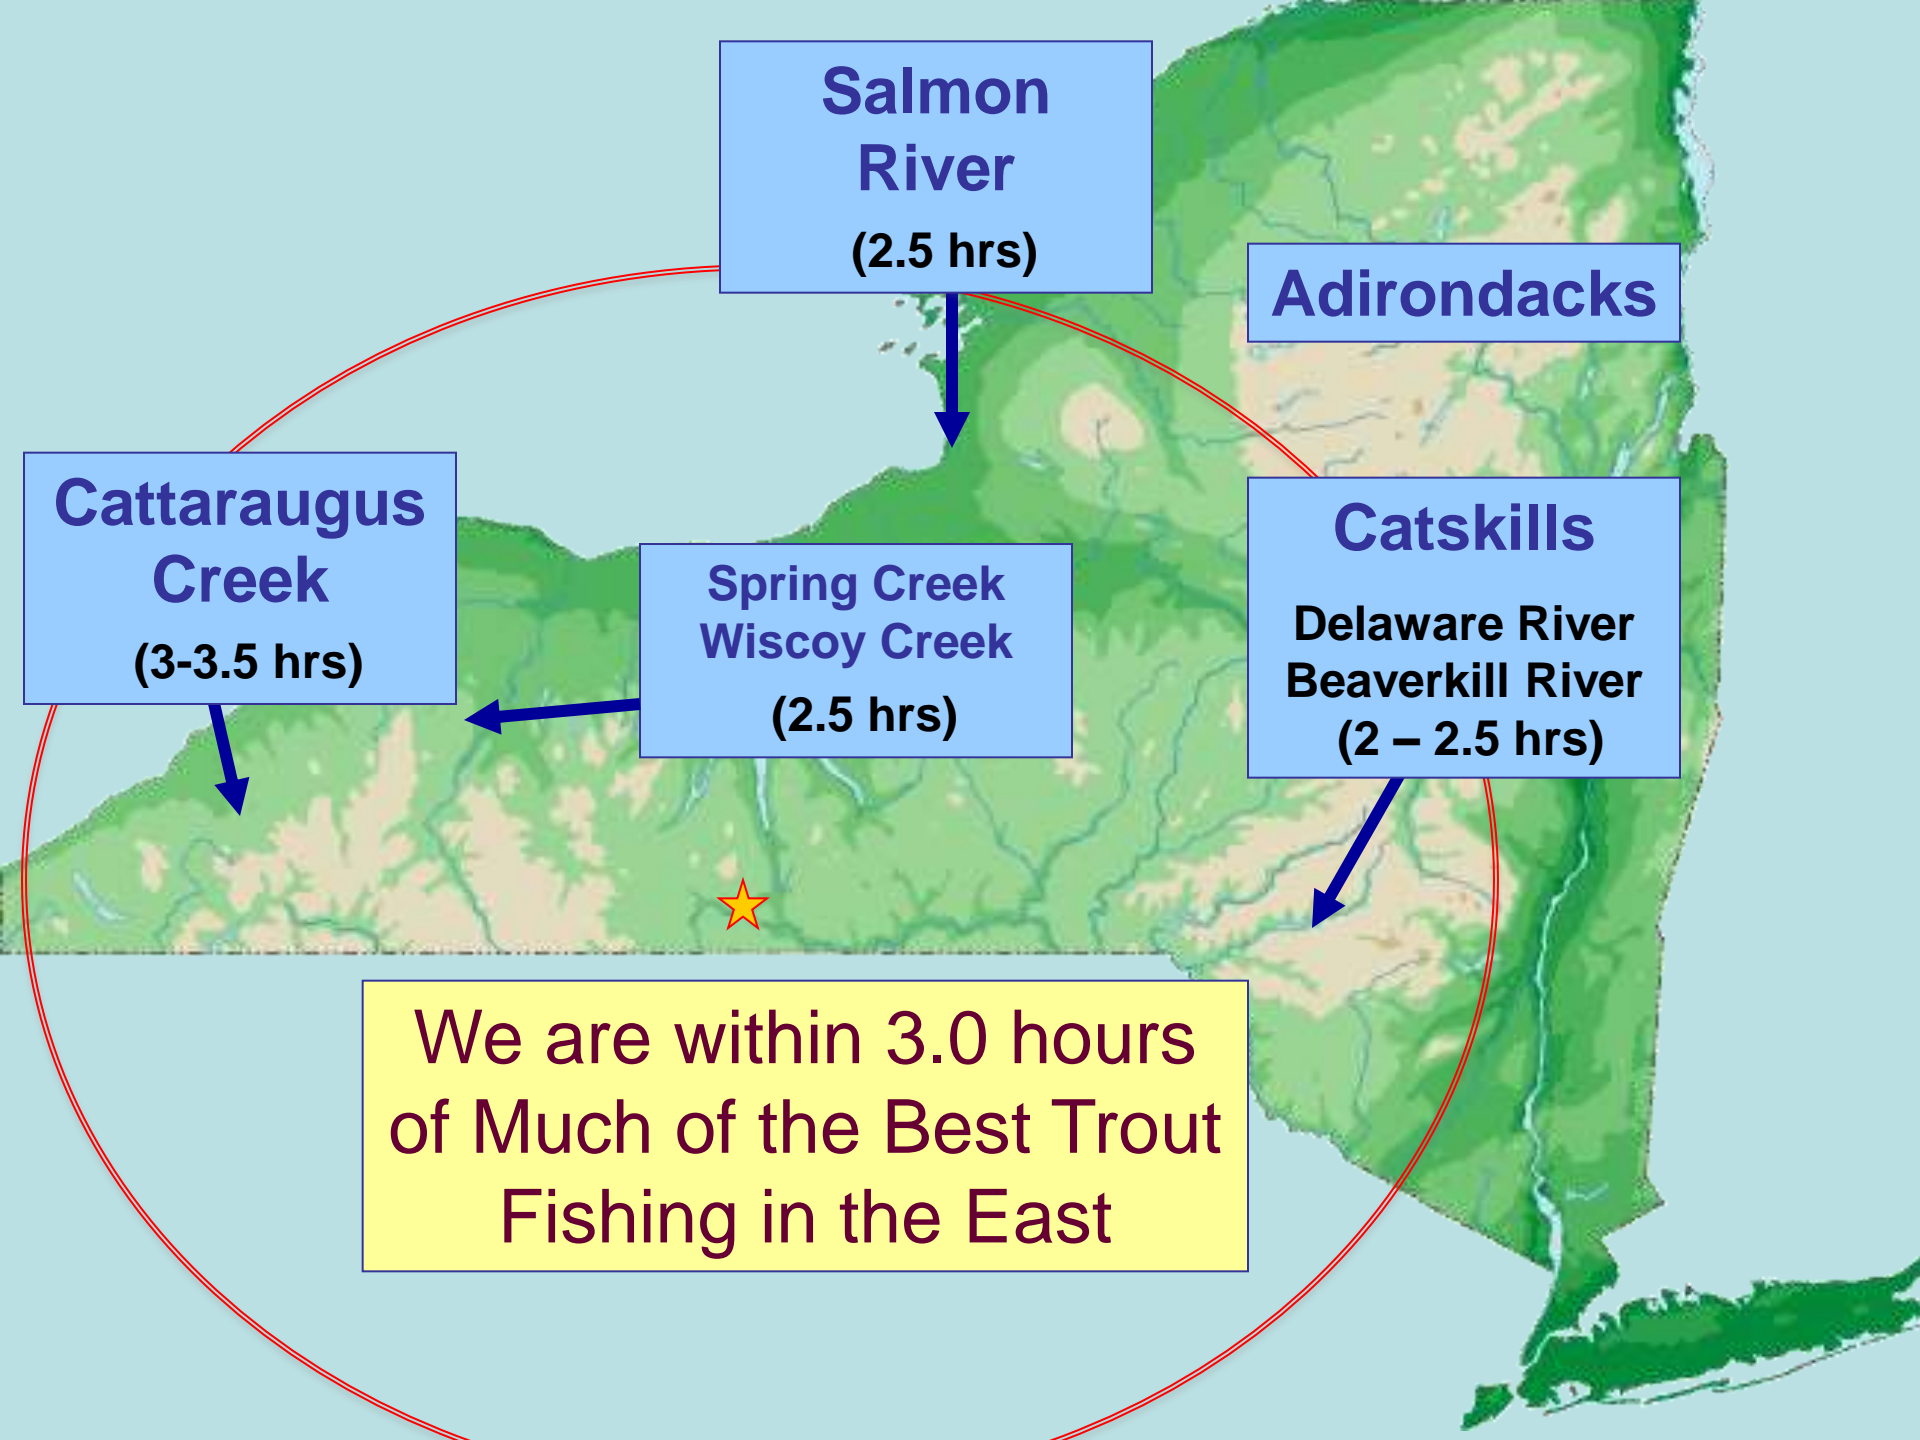 Salmon
River
(2.5 hrs)
Adirondacks
Cattaraugus
Creek
(3-3.5 hrs)
Spring Creek
Wiscoy Creek
(2.5 hrs)
Catskills
Delaware River
Beaverkill River
(2 – 2.5 hrs)
We are within 3.0 hours
of Much of the Best Trout
Fishing in the East